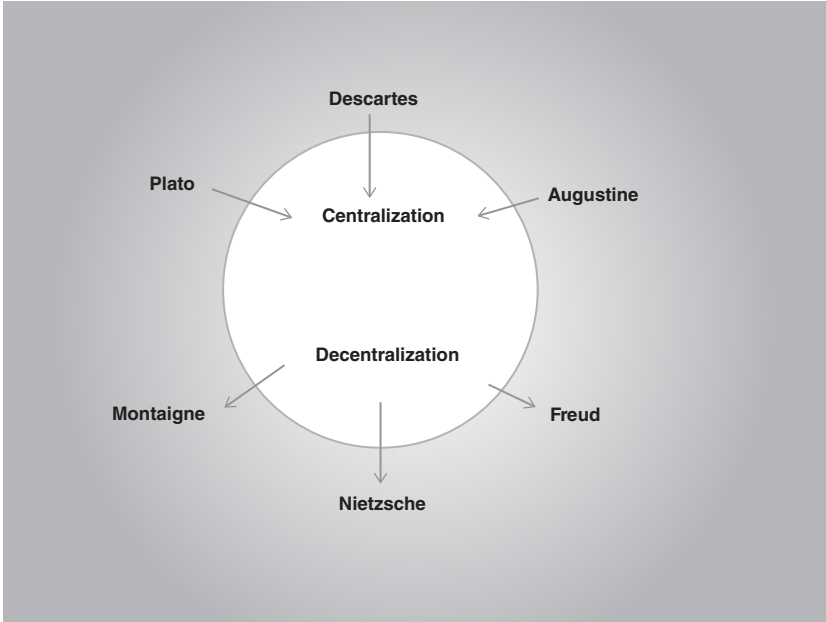 Descartes
Plato
Augustine
Centralization
Decentralization
Montaigne
Freud
Nietzsche